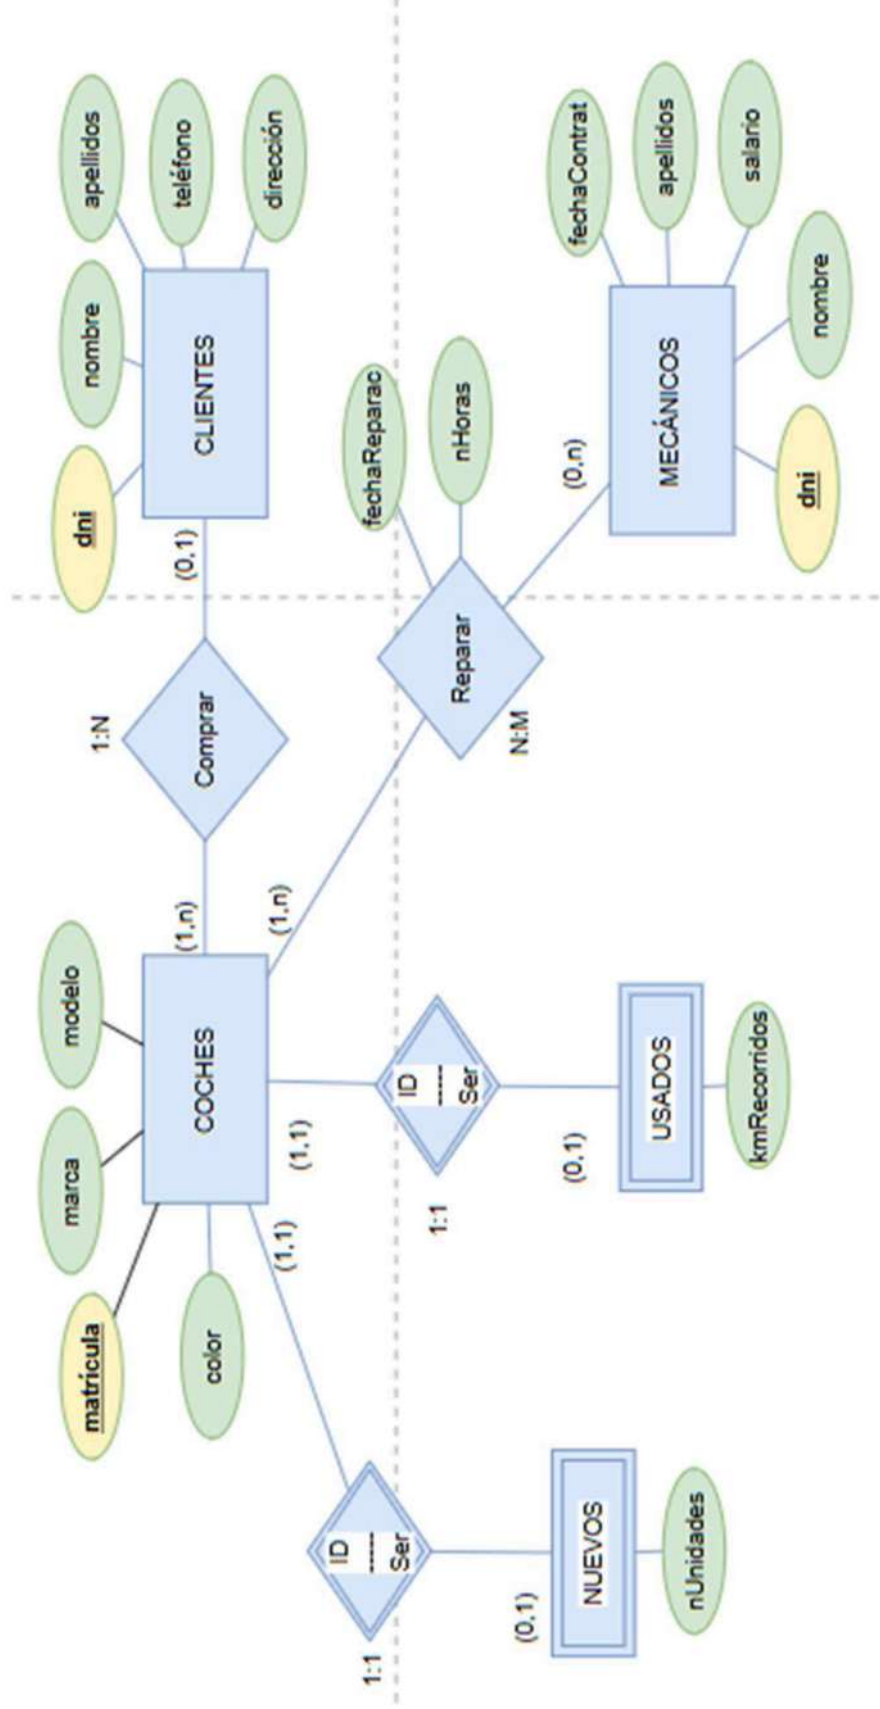 matrícula
marca
modelo
color
COCHES
(1,n)
1:N
Comprar
(0,1)
dni
nombre
apellidos
teléfono
dirección
CLIENTES
(1,1)
(1,1)
(1,n)
ID
-----
Ser
1:1
ID
-----
Ser
1:1
Reparar
N:M
fechaReparac
nHoras
(0,n)
(0,1)
NUEVOS
nUnidades
(0,1)
USADOS
kmRecorridos
MECÁNICOS
fechaContrat
apellidos
salario
nombre
dni